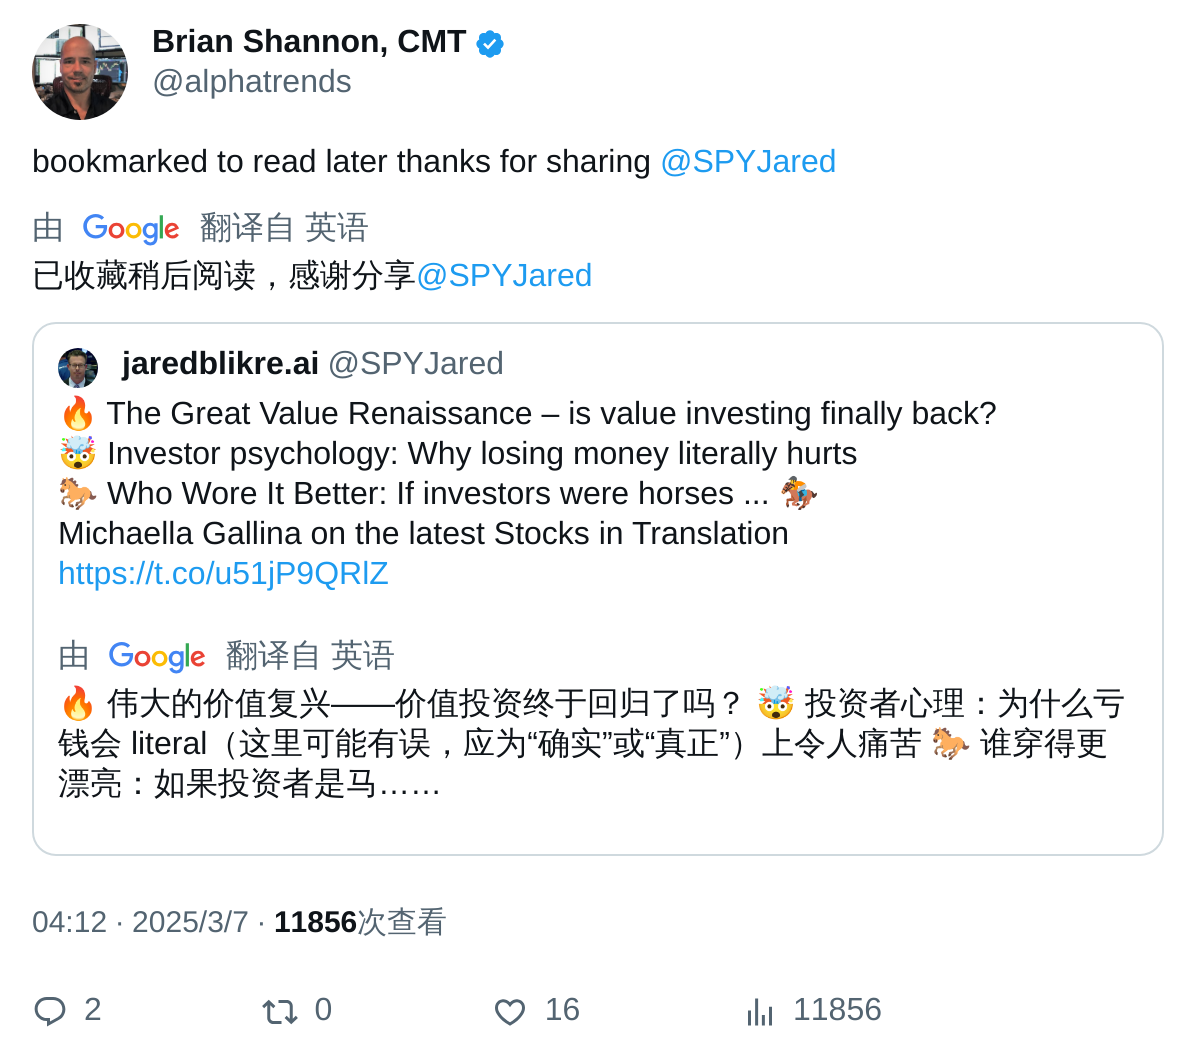 Brian Shannon, CMT
@alphatrends
bookmarked to read later thanks for sharing @SPYJared
由 Google 翻译自 英语
已收藏稍后阅读，感谢分享@SPYJared
jaredblikre.ai @SPYJared
🔥 The Great Value Renaissance – is value investing finally back?
🤯 Investor psychology: Why losing money literally hurts
🐎 Who Wore It Better: If investors were horses ... 🏇
Michaella Gallina on the latest Stocks in Translation
https://t.co/u51jP9QRlZ
由 Google 翻译自 英语
🔥 伟大的价值复兴——价值投资终于回归了吗？ 🤯 投资者心理：为什么亏
钱会 literal（这里可能有误，应为“确实”或“真正”）上令人痛苦 🐎 谁穿得更
漂亮：如果投资者是马……
04:12 · 2025/3/7 · 11856次查看
2 0 16 11856